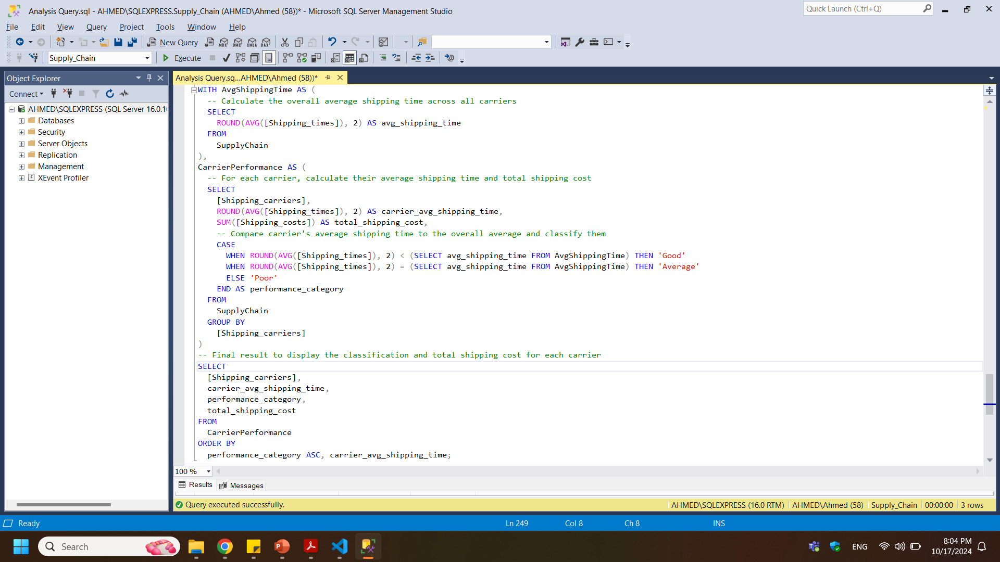 Analysis Query.sql - AHMED\SQLEXPRESS.Supply_Chain (AHMED\Ahmed (58))* - Microsoft SQL Server Management Studio
Quick Launch (Ctrl+Q)
File Edit View Query Project Tools Window Help
New Query MDX DMX XMLA DAX
Supply_Chain Execute
Object Explorer
Connect
AHMED\SQLEXPRESS (SQL Server 16.0.10
Databases
Security
Server Objects
Replication
Management
XEvent Profiler
Analysis Query.sq...AHMED\Ahmed (58))*
WITH AvgShippingTime AS (
-- Calculate the overall average shipping time across all carriers
SELECT
ROUND(AVG([Shipping_times]), 2) AS avg_shipping_time
FROM
SupplyChain
),
CarrierPerformance AS (
-- For each carrier, calculate their average shipping time and total shipping cost
SELECT
[Shipping_carriers],
ROUND(AVG([Shipping_times]), 2) AS carrier_avg_shipping_time,
SUM([Shipping_costs]) AS total_shipping_cost,
-- Compare carrier's average shipping time to the overall average and classify them
CASE
WHEN ROUND(AVG([Shipping_times]), 2) < (SELECT avg_shipping_time FROM AvgShippingTime) THEN 'Good'
WHEN ROUND(AVG([Shipping_times]), 2) = (SELECT avg_shipping_time FROM AvgShippingTime) THEN 'Average'
ELSE 'Poor'
END AS performance_category
FROM
SupplyChain
GROUP BY
[Shipping_carriers]
)
-- Final result to display the classification and total shipping cost for each carrier
SELECT
[Shipping_carriers],
carrier_avg_shipping_time,
performance_category,
total_shipping_cost
FROM
CarrierPerformance
ORDER BY
performance_category ASC, carrier_avg_shipping_time;
100 %
Results Messages
Query executed successfully. AHMED\SQLEXPRESS (16.0 RTM) AHMED\Ahmed (58) Supply_Chain 00:00:00 3 rows
Ready Ln 249 Col 8 Ch 8 INS
Search ENG 8:04 PM
10/17/2024